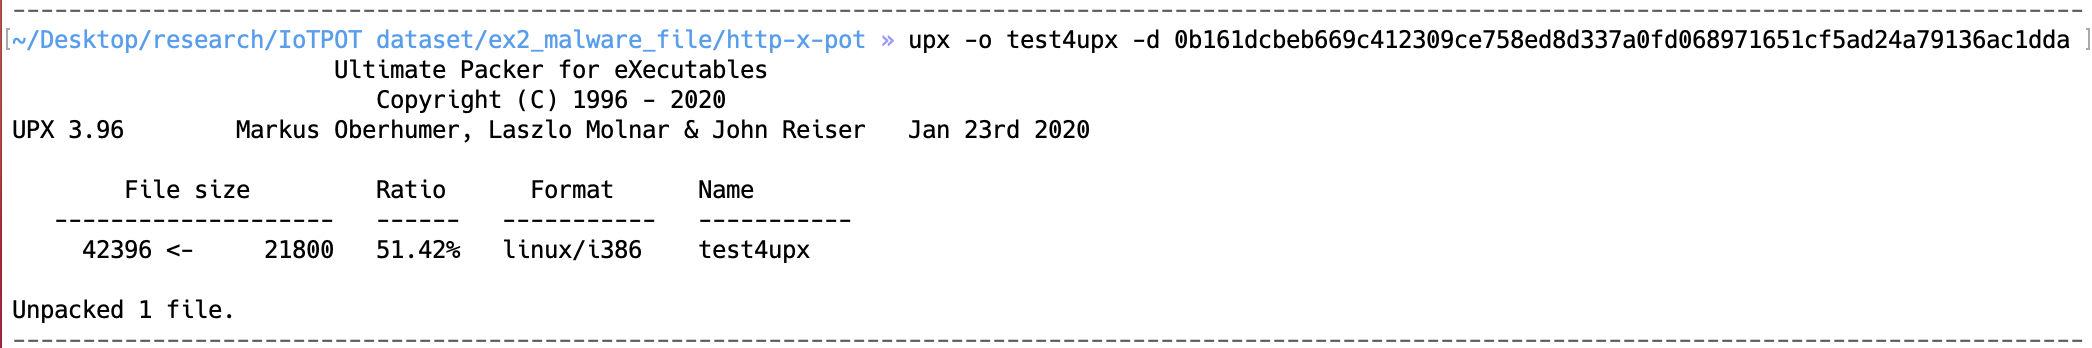 --------------------------------------------------------------------------------------------------------------------------------------------------------
[~/Desktop/research/IoTPOT dataset/ex2_malware_file/http-x-pot » upx -o test4upx -d 0b161dcbeb669c412309ce758ed8d337a0fd068971651cf5ad24a79136ac1dda ]
Ultimate Packer for eXecutables
Copyright (C) 1996 - 2020
UPX 3.96        Markus Oberhumer, Laszlo Molnar & John Reiser   Jan 23rd 2020
File size         Ratio      Format      Name
--------------------   ------   -----------   -----------
42396 <-     21800   51.42%   linux/i386    test4upx
Unpacked 1 file.
--------------------------------------------------------------------------------------------------------------------------------------------------------